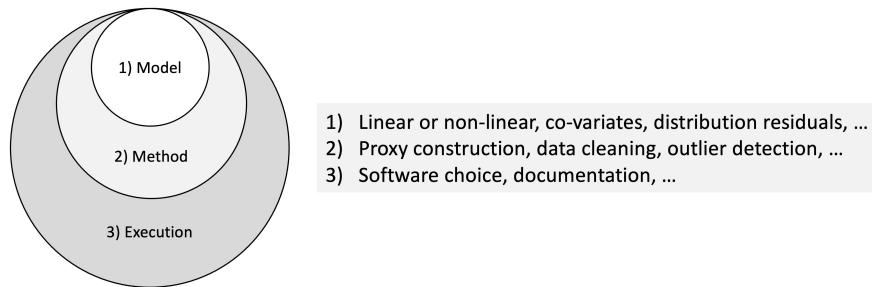 1) Model
2) Method
3) Execution
1) Linear or non-linear, co-variates, distribution residuals, ...
2) Proxy construction, data cleaning, outlier detection, ...
3) Software choice, documentation, ...